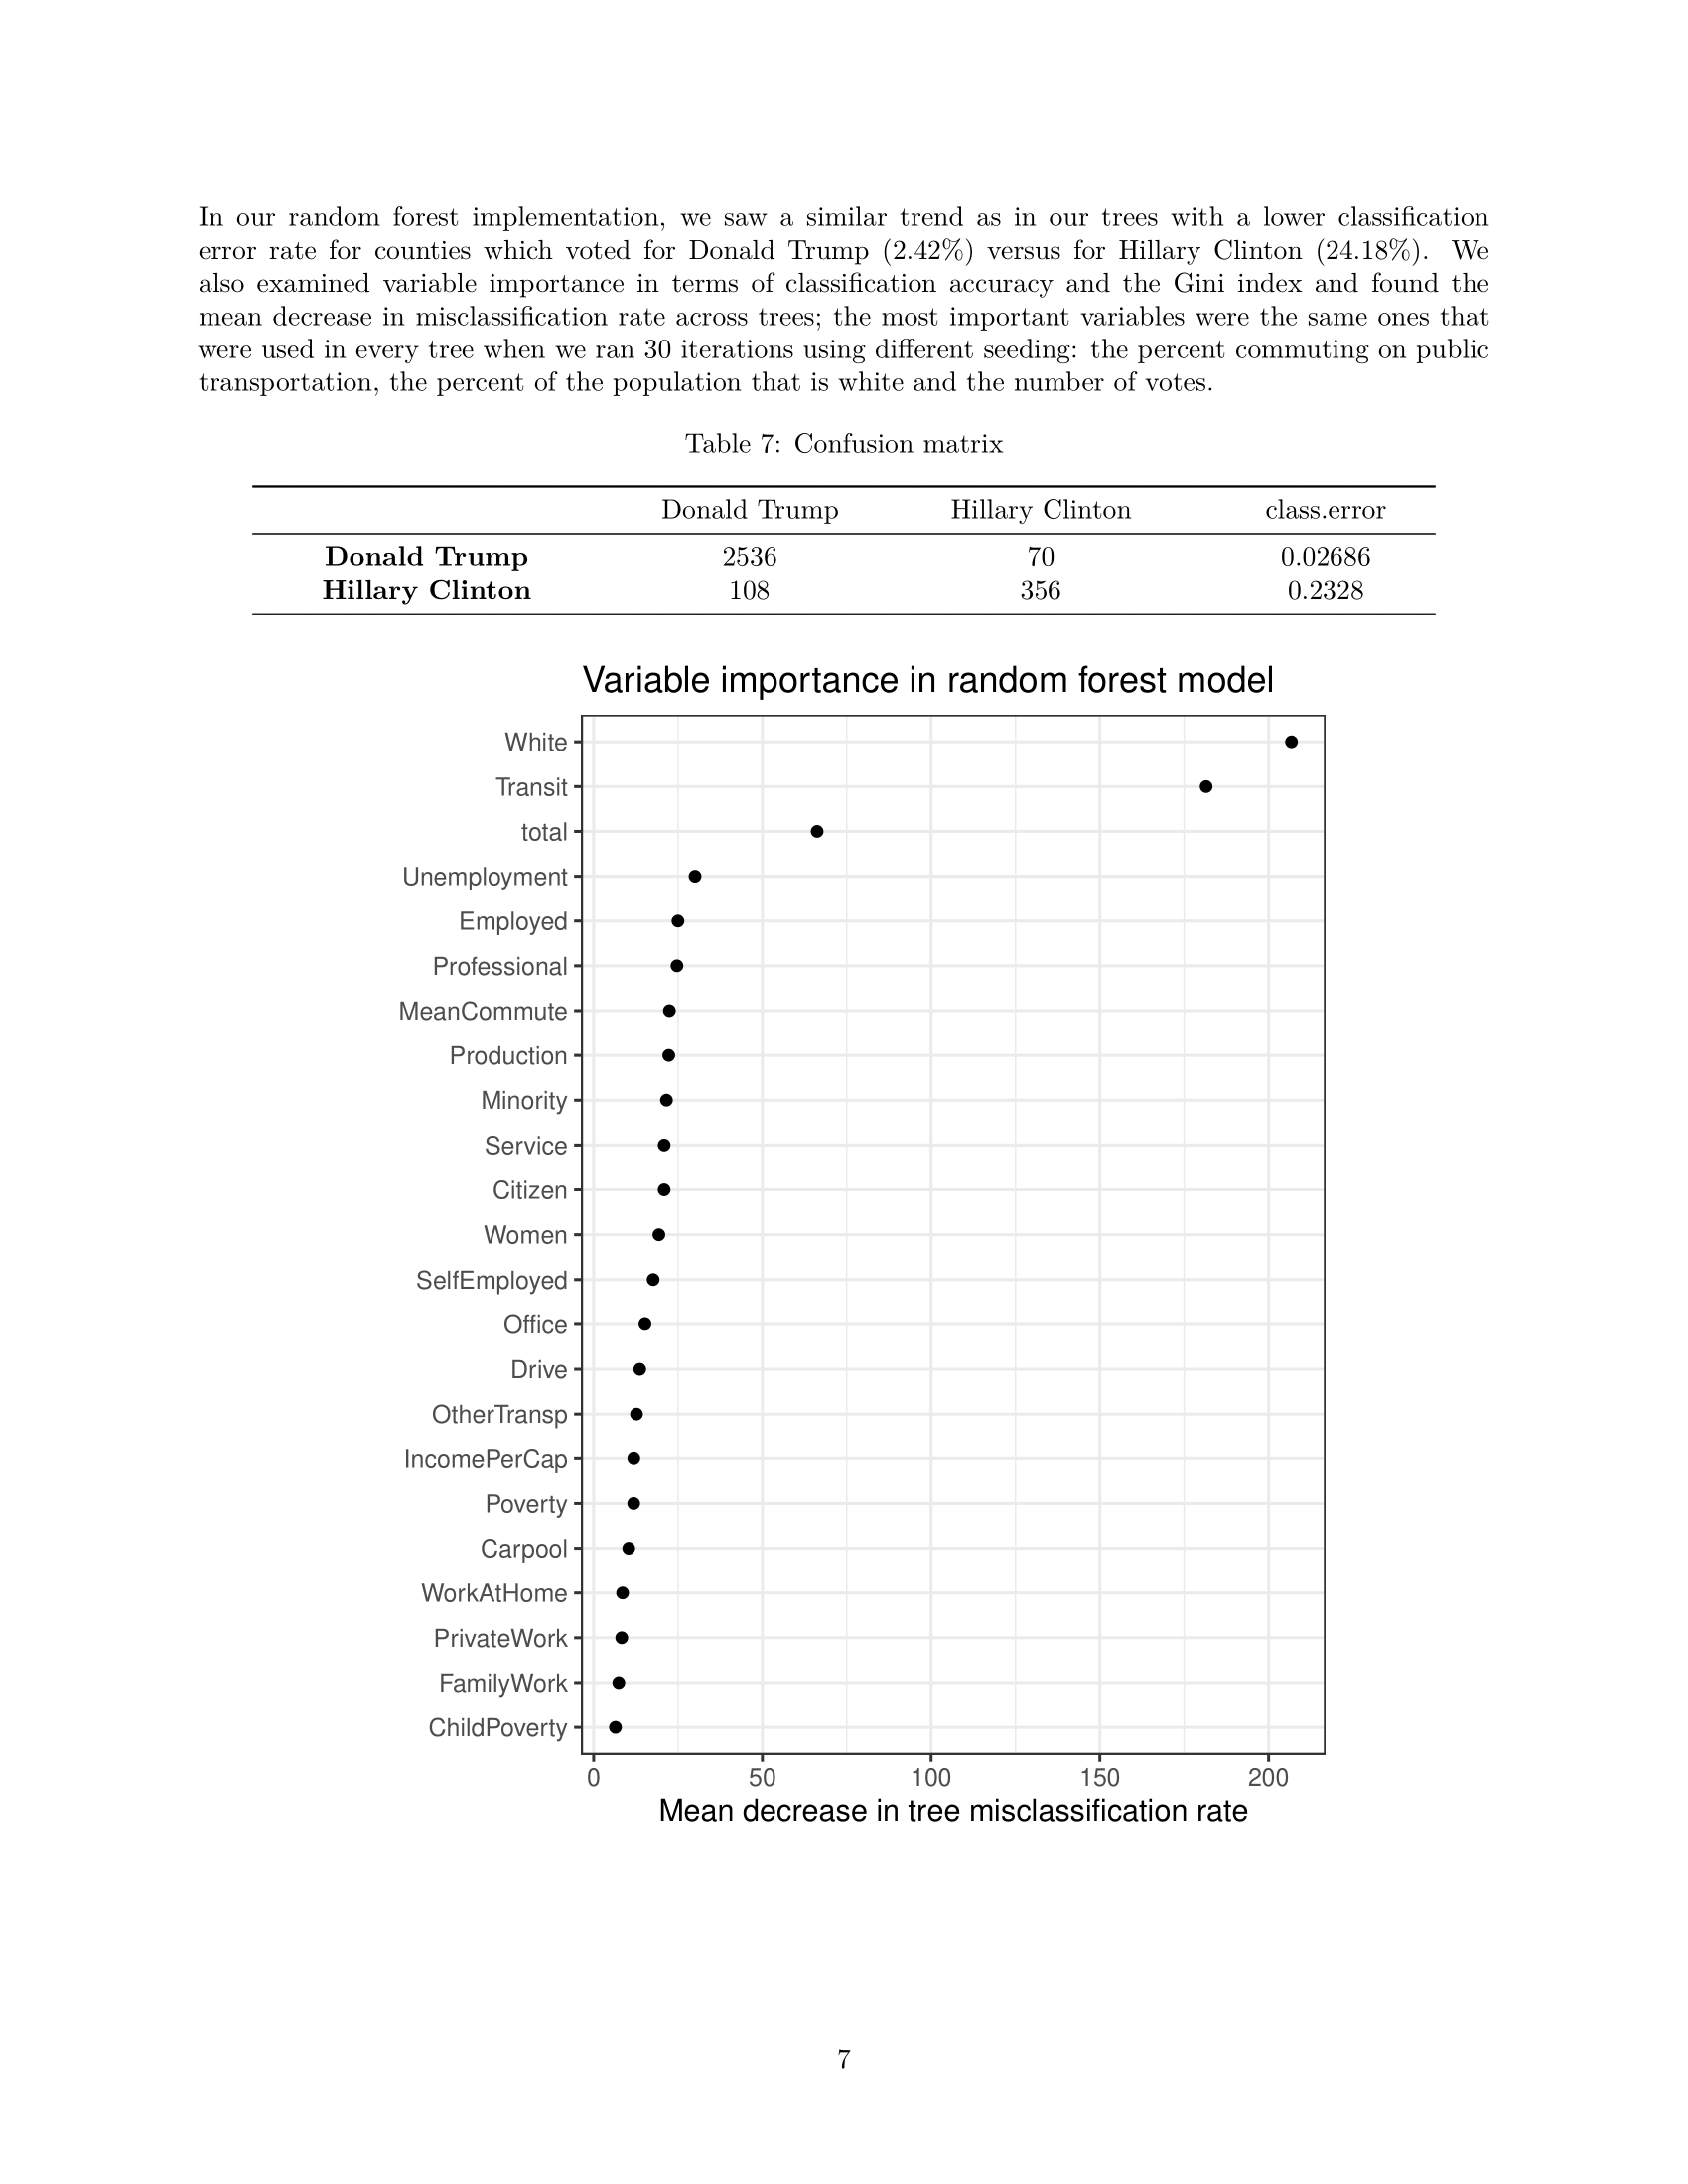 In our random forest implementation, we saw a similar trend as in our trees with a lower classification
error rate for counties which voted for Donald Trump (2.42%) versus for Hillary Clinton (24.18%). We
also examined variable importance in terms of classification accuracy and the Gini index and found the
mean decrease in misclassification rate across trees; the most important variables were the same ones that
were used in every tree when we ran 30 iterations using different seeding: the percent commuting on public
transportation, the percent of the population that is white and the number of votes.
Table 7: Confusion matrix
Donald Trump Hillary Clinton class.error
Donald Trump 2536 70 0.02686
Hillary Clinton 108 356 0.2328
Variable importance in random forest model
White
Transit
total
Unemployment
Employed
Professional
MeanCommute
Production
Minority
Service
Citizen
Women
SelfEmployed
Office
Drive
OtherTransp
IncomePerCap
Poverty
Carpool
WorkAtHome
PrivateWork
FamilyWork
ChildPoverty
0 50 100 150 200
Mean decrease in tree misclassification rate
7